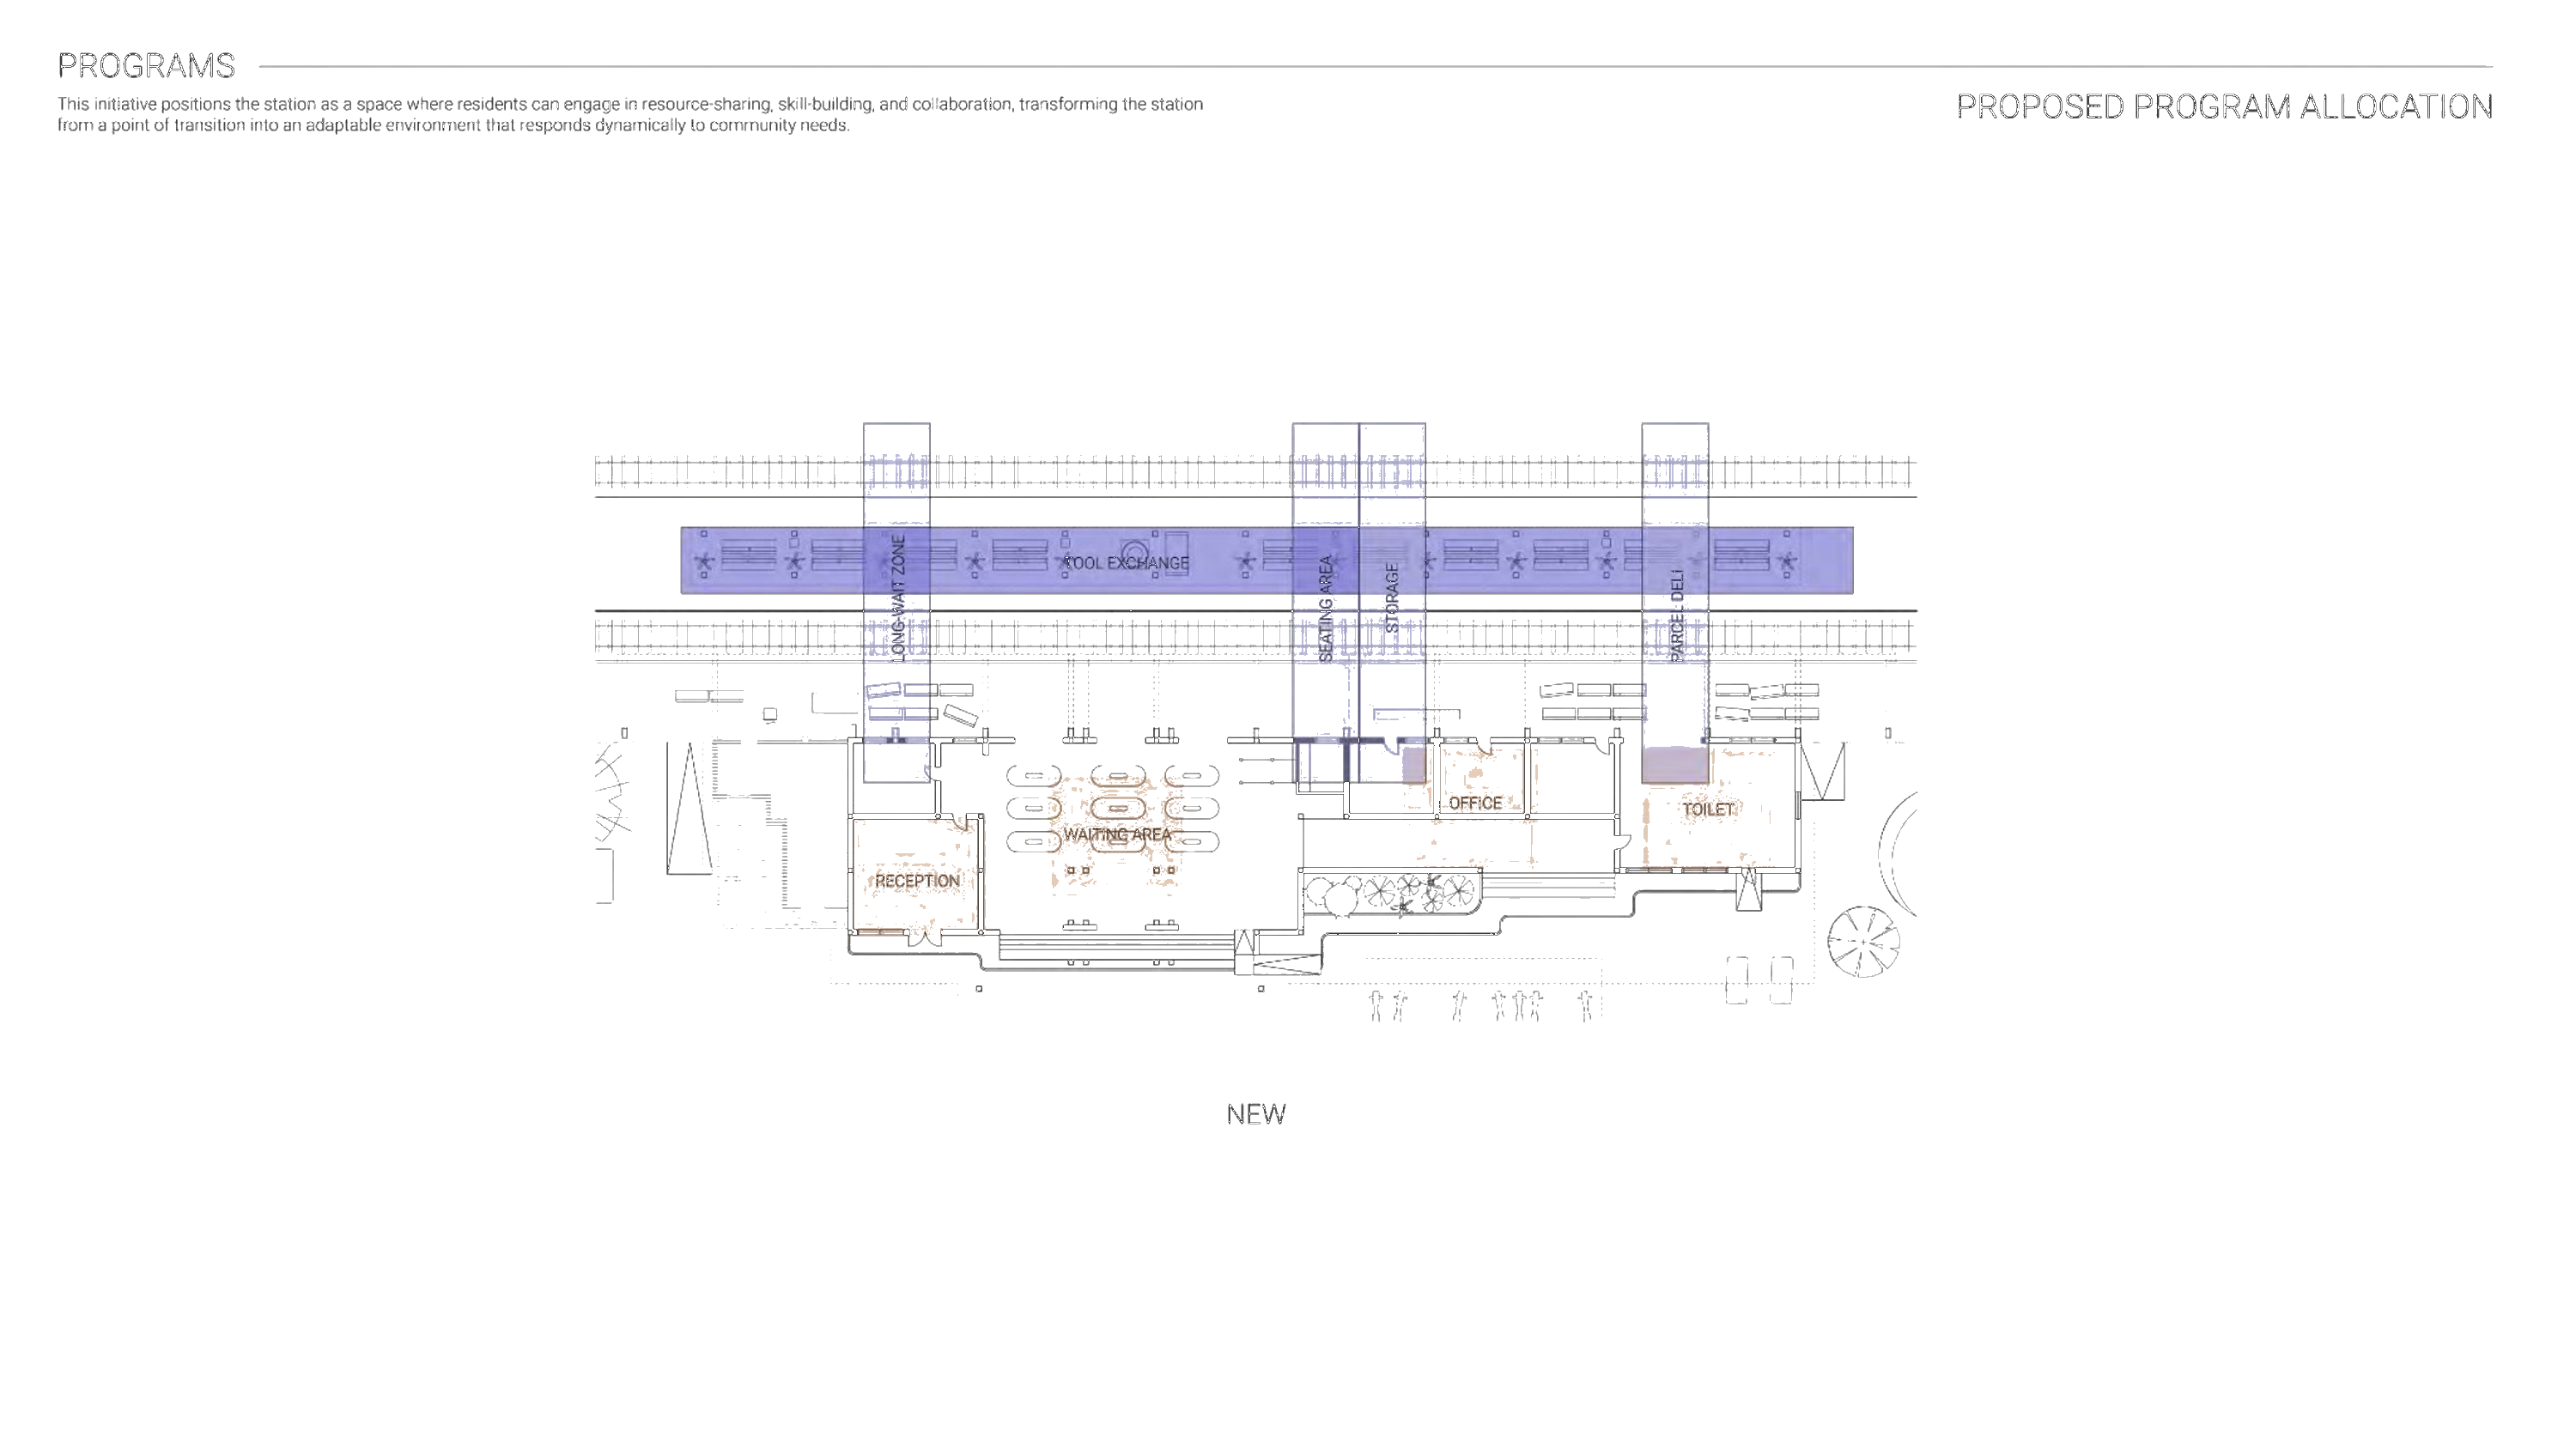 PROGRAMS
This initiative positions the station as a space where residents can engage in resource-sharing, skill-building, and collaboration, transforming the station
from a point of transition into an adaptable environment that responds dynamically to community needs.
PROPOSED PROGRAM ALLOCATION
LONG-WAIT ZONE
TOOL EXCHANGE
SEATING AREA
STORAGE
PARCEL DELI
OFFICE
TOILET
WAITING AREA
RECEPTION
NEW